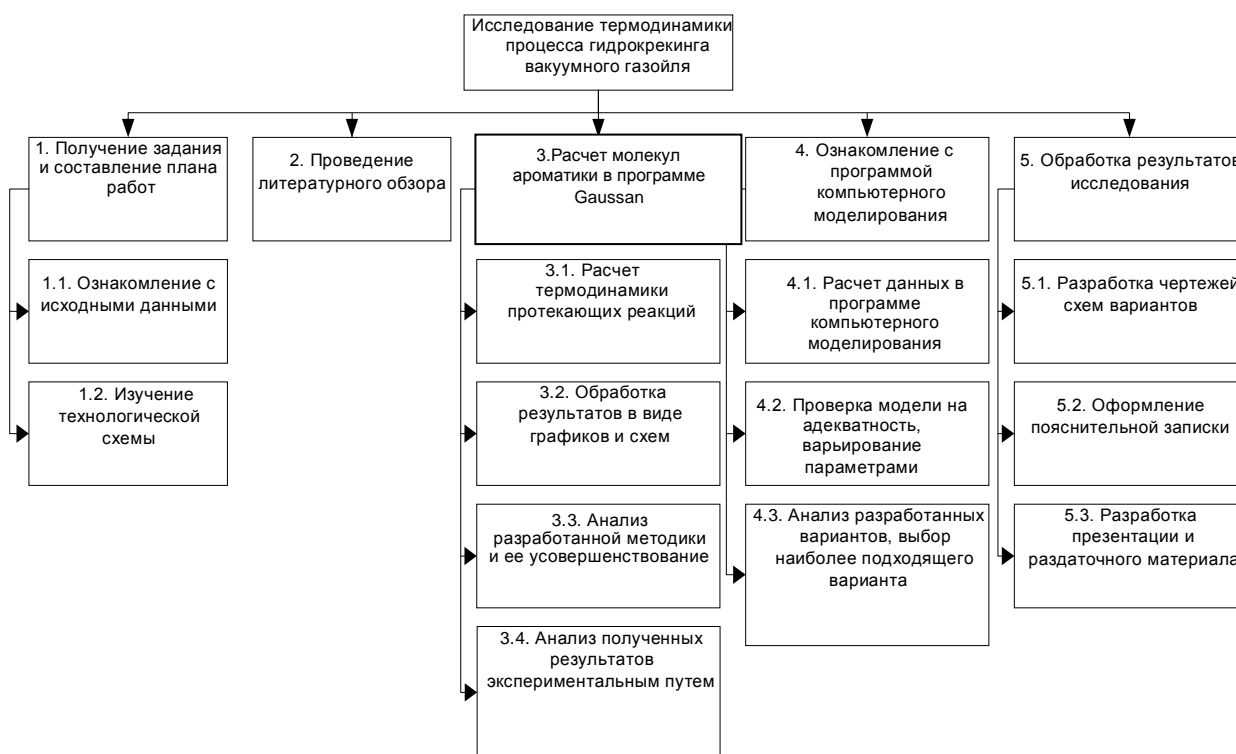 Исследование термодинамики
процесса гидрокрекинга
вакуумного газойля
1. Получение задания
и составление плана
работ
2. Проведение
литературного обзора
3.Расчет молекул
ароматики в программе
Gaussan
4. Ознакомление с
программой
компьютерного
моделирования
5. Обработка результатов
исследования
1.1. Ознакомление с
исходными данными
3.1. Расчет
термодинамики
протекающих реакций
4.1. Расчет данных в
программе
компьютерного
моделирования
5.1. Разработка чертежей
схем вариантов
1.2. Изучение
технологической
схемы
3.2. Обработка
результатов в виде
графиков и схем
4.2. Проверка модели на
адекватность,
варьирование
параметрами
5.2. Оформление
пояснительной записки
3.3. Анализ
разработанной методики
и ее усовершенствование
4.3. Анализ разработанных
вариантов, выбор
наиболее подходящего
варианта
5.3. Разработка
презентации и
раздаточного материала
3.4. Анализ полученных
результатов
экспериментальным путем